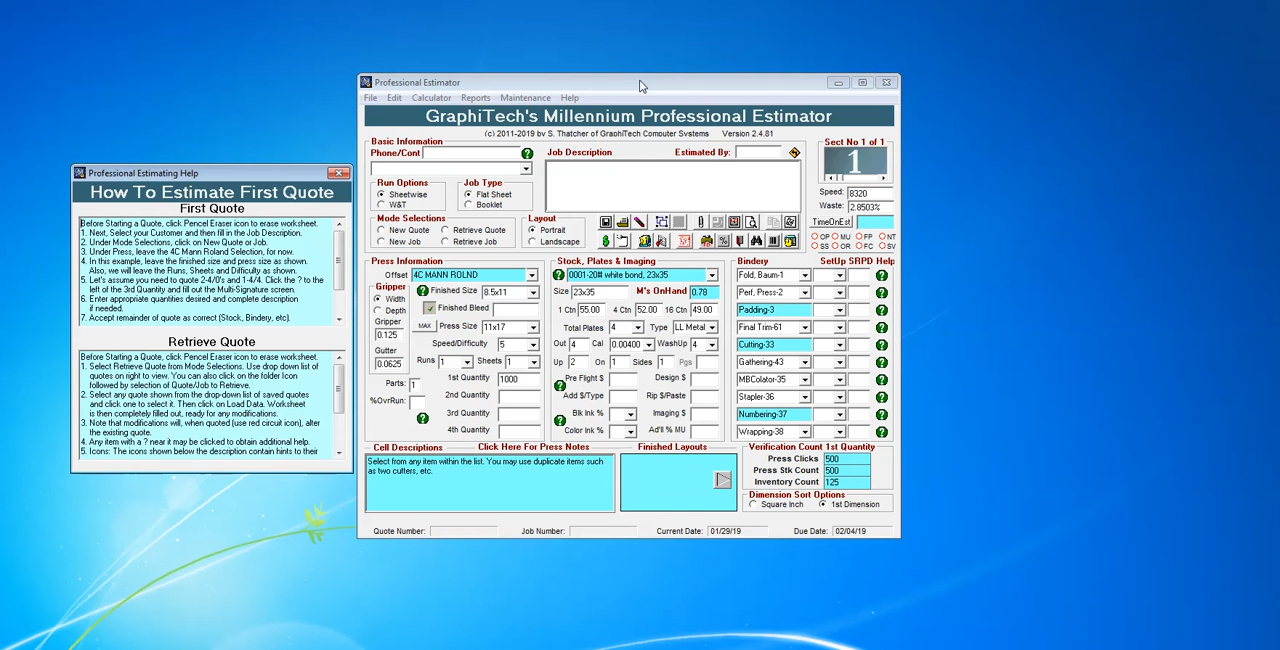 Professional Estimating Help
How To Estimate First Quote
First Quote
Before Starting a Quote, click Pencel Eraser icon to erase worksheet.
1. Next, Select your Customer and then fill in the Job Description.
2. Under Mode Selections, click on New Quote or Job.
3. Under Press, leave the 4C Mann Roland Selection, for now.
4. In this example, leave the finished size and press size as shown.
Also, we will leave the Runs, Sheets and Difficulty as shown.
5. Let's assume you need to quote 2-4/0's and 1-4/4. Click the ? to the
left of the 3rd Quantity and fill out the Multi-Signature screen.
6. Enter appropriate quantities desired and complete description
if needed.
7. Accept remainder of quote as correct (Stock, Bindery, etc).
Retrieve Quote
Before Starting a Quote, click Pencel Eraser icon to erase worksheet.
1. Select Retrieve Quote from Mode Selections. Use drop down list of
quotes on right to view. You can also click on the folder Icon
followed by selection of Quote/Job to Retrieve.
2. Select any quote shown from the drop-down list of saved quotes
and click one to select it. Then click on Load Data. Worksheet
is then completely filled out, ready for any modifications.
3. Note that modifications will, when quoted (use red circuit icon), alter
the existing quote.
4. Any item with a ? near it may be clicked to obtain additional help.
5. Icons: The icons shown below the description contain hints to their
Professional Estimator
File Edit Calculator Reports Maintenance Help
GraphiTech's Millennium Professional Estimator
(c) 2011-2019 by S. Thatcher of GraphiTech Computer Systems Version 2.4.81
Basic Information
Phone/Cont
Job Description Estimated By:
Sect No 1 of 1
1
Run Options
Sheetwise
W&T
Job Type
Flat Sheet
Booklet
Speed: 8320
Waste: 2.8503%
Mode Selections
New Quote Retrieve Quote
New Job Retrieve Job
Layout
Portrait
Landscape
TimeOnEst
OP MU FP NT
SS OR FC SV
Press Information
Offset 4C MANN ROLND
Gripper
Width
Depth
Gripper
0.125
Gutter
0.0625
Finished Size 8.5x11
Finished Bleed
MAX Press Size 11x17
Speed/Difficulty 5
Runs 1 Sheets 1
Parts: 1
%OvrRun:
1st Quantity 1000
2nd Quantity
3rd Quantity
4th Quantity
Stock, Plates & Imaging
0001-20# white bond, 23x35
Size 23x35 M'sOnHand 0.78
1 Ctn 55.00 4 Ctn 52.00 16 Ctn 49.00
Total Plates 4 Type LL Metal
Out 4 Cal 0.00400 WashUp 4
Up 2 On 1 Sides 1 Pgs
Pre Flight $ Design $
Add $/Type Rip $/Paste
Blk Ink % Imaging $
Color Ink % Ad'll % MU
Bindery SetUp SRPD Help
Fold, Baum-1
Perf, Press-2
Padding-3
Final Trim-61
Cutting-33
Gathering-43
MBColator-35
Stapler-36
Numbering-37
Wrapping-38
Cell Descriptions Click Here For Press Notes
Select from any item within the list. You may use duplicate items such
as two cutters, etc.
Finished Layouts
Verification Count 1st Quantity
Press Clicks 500
Press Stk Count 500
Inventory Count 125
Dimension Sort Options
Square Inch 1st Dimension
Quote Number: Job Number: Current Date: 01/29/19 Due Date: 02/04/19